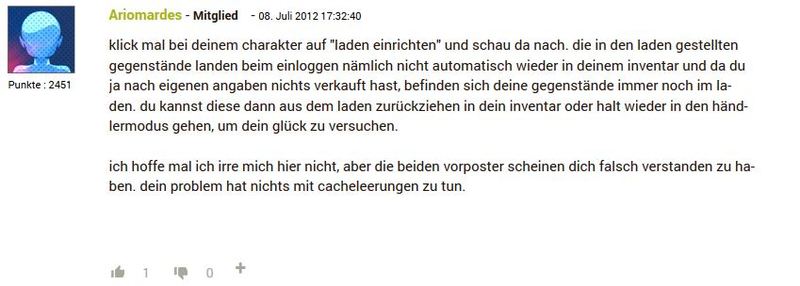 Ariomardes - Mitglied - 08. Juli 2012 17:32:40
Punkte : 2451
klick mal bei deinem charakter auf "laden einrichten" und schau da nach. die in den laden gestellten
gegenstände landen beim einloggen nämlich nicht automatisch wieder in deinem inventar und da du
ja nach eigenen angaben nichts verkauft hast, befinden sich deine gegenstände immer noch im la-
den. du kannst diese dann aus dem laden zurückziehen in dein inventar oder halt wieder in den händ-
lermodus gehen, um dein glück zu versuchen.
ich hoffe mal ich irre mich hier nicht, aber die beiden vorposter scheinen dich falsch verstanden zu ha-
ben. dein problem hat nichts mit cacheleerungen zu tun.
1 0 +